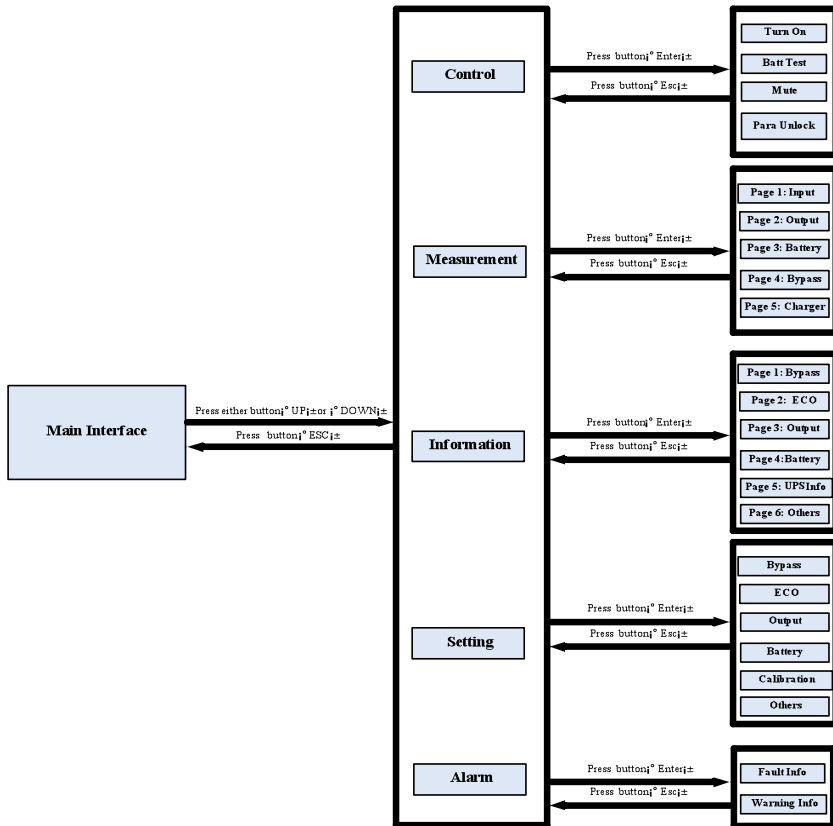 Main Interface
Press either button¡° UP¡±or ¡° DOWN¡±
Press button¡° ESC¡±
Control
Press button¡° Enter¡±
Press button¡° Esc¡±
Turn On
Batt Test
Mute
Para Unlock
Measurement
Press button¡° Enter¡±
Press button¡° Esc¡±
Page 1: Input
Page 2: Output
Page 3: Battery
Page 4: Bypass
Page 5: Charger
Information
Press button¡° Enter¡±
Press button¡° Esc¡±
Page 1: Bypass
Page 2: ECO
Page 3: Output
Page 4:Battery
Page 5: UPSInfo
Page 6: Others
Setting
Press button¡° Enter¡±
Press button¡° Esc¡±
Bypass
ECO
Output
Battery
Calibration
Others
Alarm
Press button¡° Enter¡±
Press button¡° Esc¡±
Fault Info
Warning Info